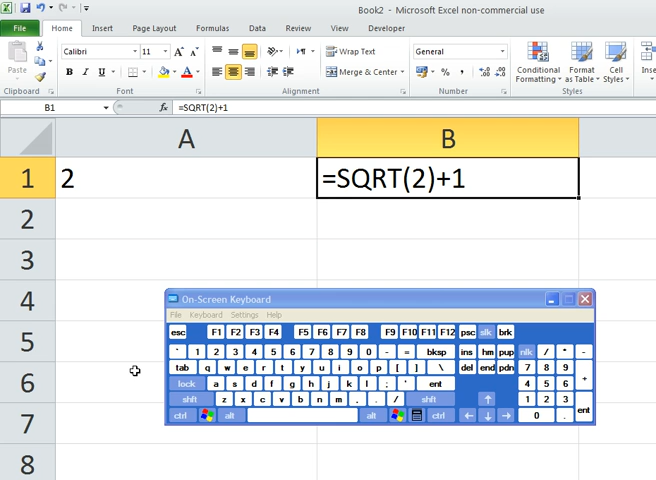 Book2 - Microsoft Excel non-commercial use
File Home Insert Page Layout Formulas Data Review View Developer
Paste Calibri 11 A A Wrap Text General Conditional Formatting Format as Table Cell Styles
B I U A Merge & Center $ % ,
Clipboard Font Alignment Number Styles
B1 fx =SQRT(2)+1
A B
1 2 =SQRT(2)+1
2
3
4
5
6
7
8
On-Screen Keyboard
File Keyboard Settings Help
esc F1 F2 F3 F4 F5 F6 F7 F8 F9 F10 F11 F12 psc slk brk
` 1 2 3 4 5 6 7 8 9 0 - = bksp ins hm pup nlk / * -
tab q w e r t y u i o p [ ] \ del end pdn 7 8 9 +
lock a s d f g h j k l ; ' ent 4 5 6
shft z x c v b n m , . / shft ↑ 1 2 3 ent
ctrl alt alt ctrl ← ↓ → 0 .